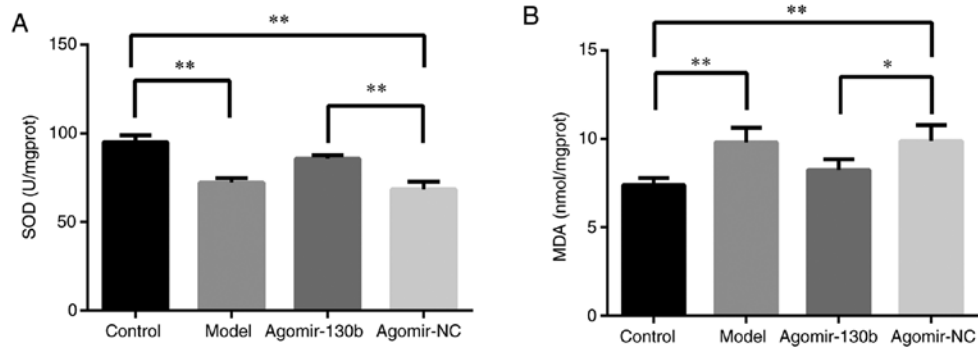 A
**
**
**
150
100
50
0
SOD (U/mgprot)
Control Model Agomir-130b Agomir-NC
B
**
**
*
15
10
5
0
MDA (nmol/mgprot)
Control Model Agomir-130b Agomir-NC